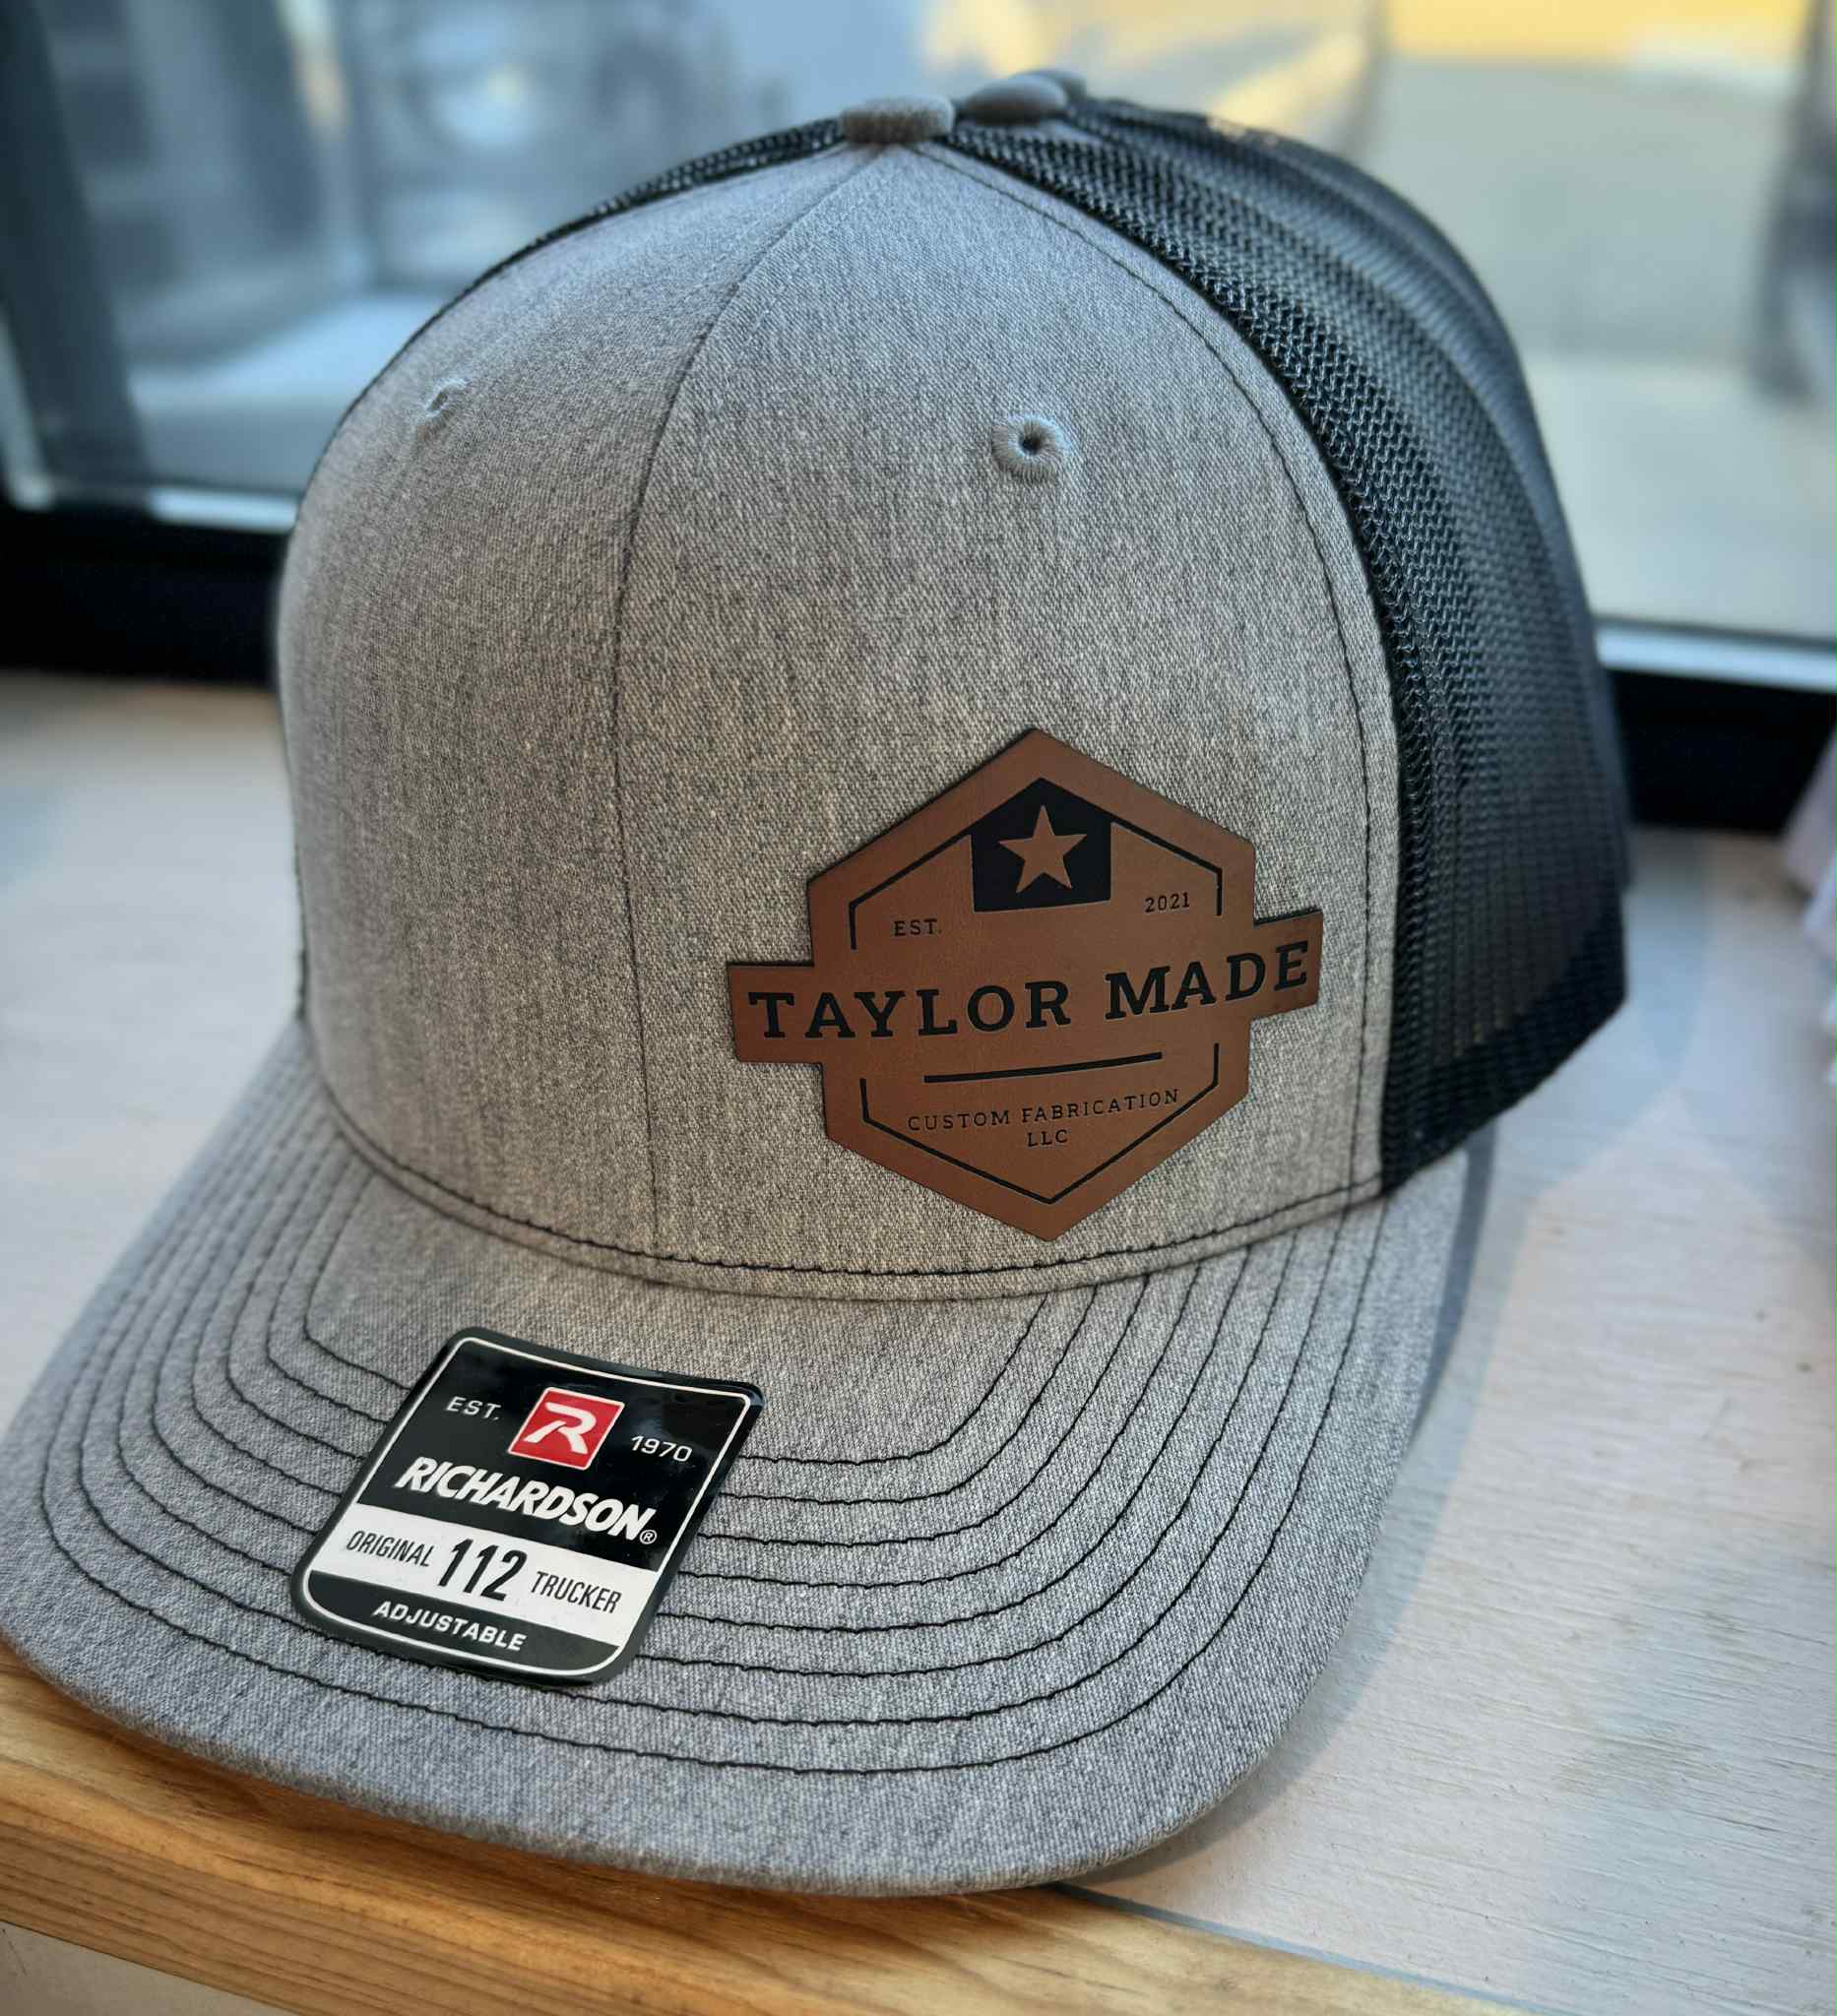 EST. 2021
TAYLOR MADE
CUSTOM FABRICATION
LLC
EST. R 1970
RICHARDSON®
ORIGINAL 112 TRUCKER
ADJUSTABLE